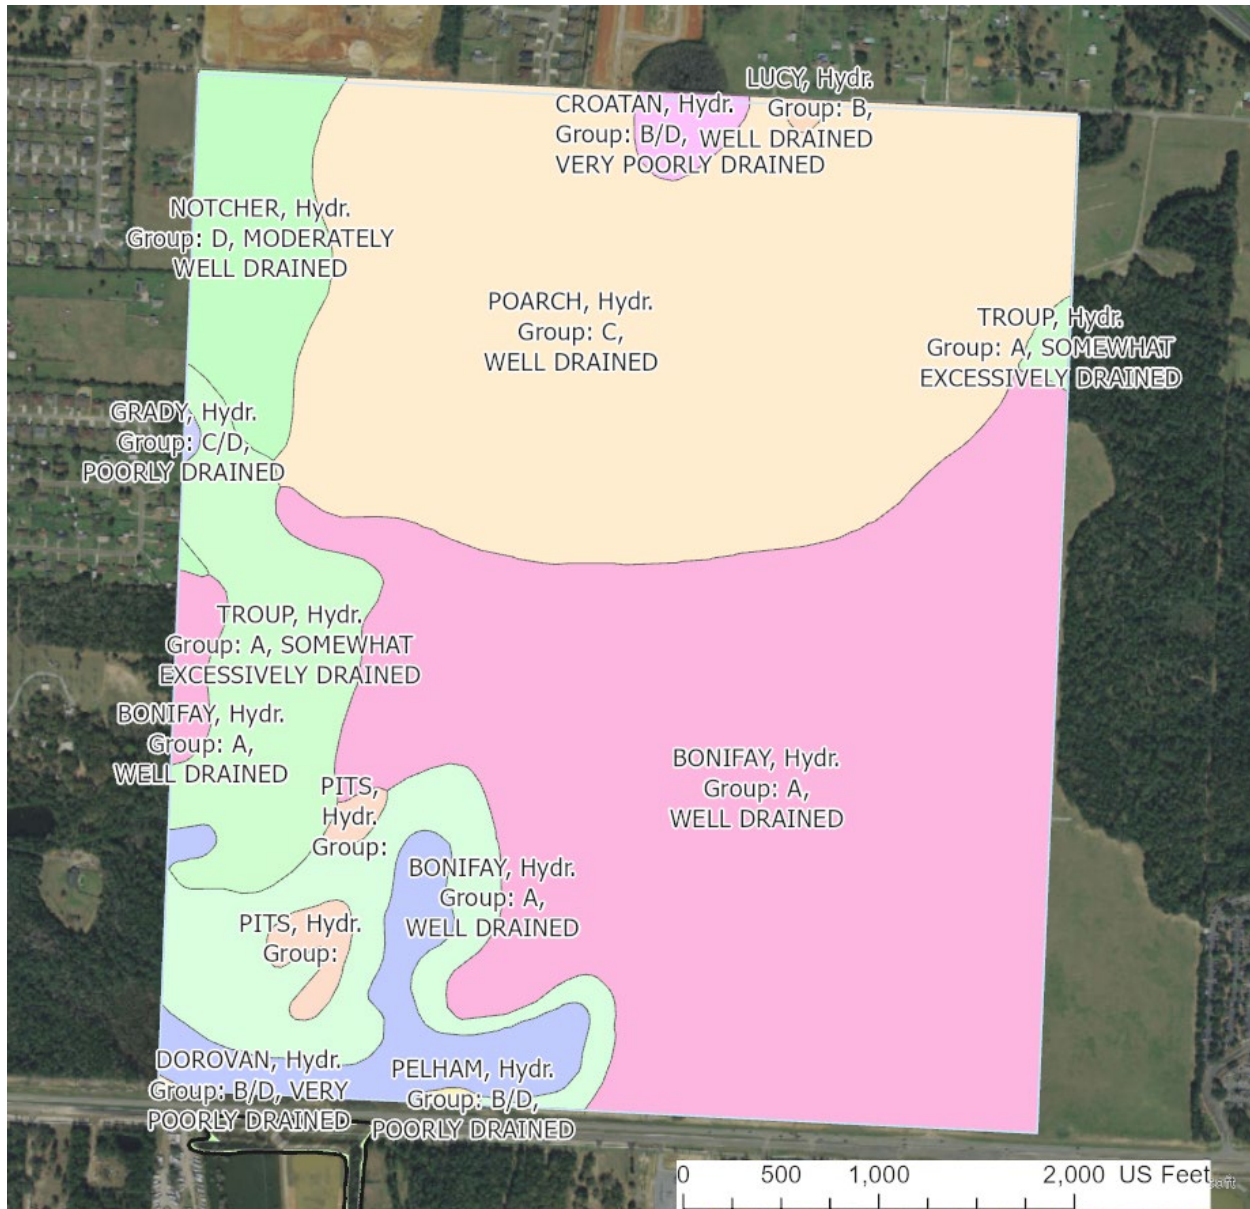 LUCY, Hydr.
Group: B,
WELL DRAINED
CROATAN, Hydr.
Group: B/D,
VERY POORLY DRAINED
NOTCHER, Hydr.
Group: D, MODERATELY
WELL DRAINED
POARCH, Hydr.
Group: C,
WELL DRAINED
TROUP, Hydr.
Group: A, SOMEWHAT
EXCESSIVELY DRAINED
GRADY, Hydr.
Group: C/D,
POORLY DRAINED
TROUP, Hydr.
Group: A, SOMEWHAT
EXCESSIVELY DRAINED
BONIFAY, Hydr.
Group: A,
WELL DRAINED
BONIFAY, Hydr.
Group: A,
WELL DRAINED
PITS,
Hydr.
Group:
BONIFAY, Hydr.
Group: A,
WELL DRAINED
PITS, Hydr.
Group:
DOROVAN, Hydr.
Group: B/D, VERY
POORLY DRAINED
PELHAM, Hydr.
Group: B/D,
POORLY DRAINED
0 500 1,000 2,000 US Feet